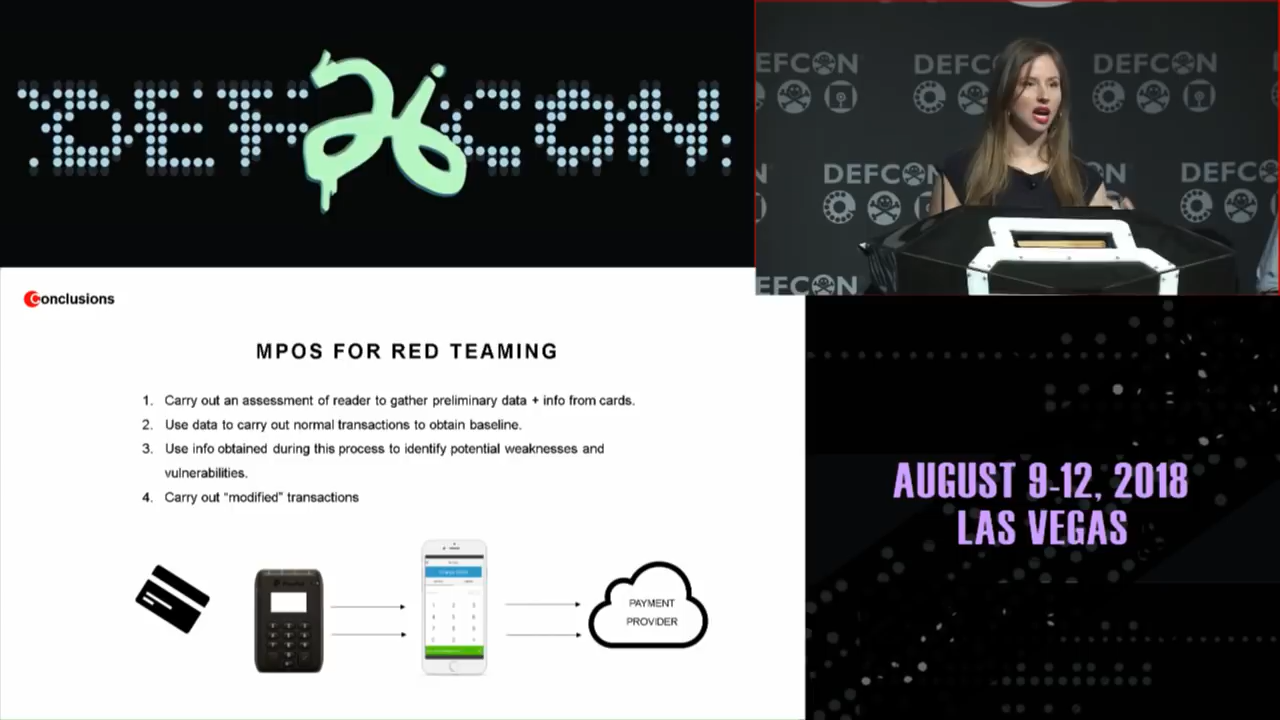 DEF 26 CON
DEFCON DEFCON DEFCON
DEFCON DEFCON
DEFCON
Conclusions
MPOS FOR RED TEAMING
1. Carry out an assessment of reader to gather preliminary data + info from cards.
2. Use data to carry out normal transactions to obtain baseline.
3. Use info obtained during this process to identify potential weaknesses and
vulnerabilities.
4. Carry out “modified” transactions
PAYMENT
PROVIDER
AUGUST 9-12, 2018
LAS VEGAS